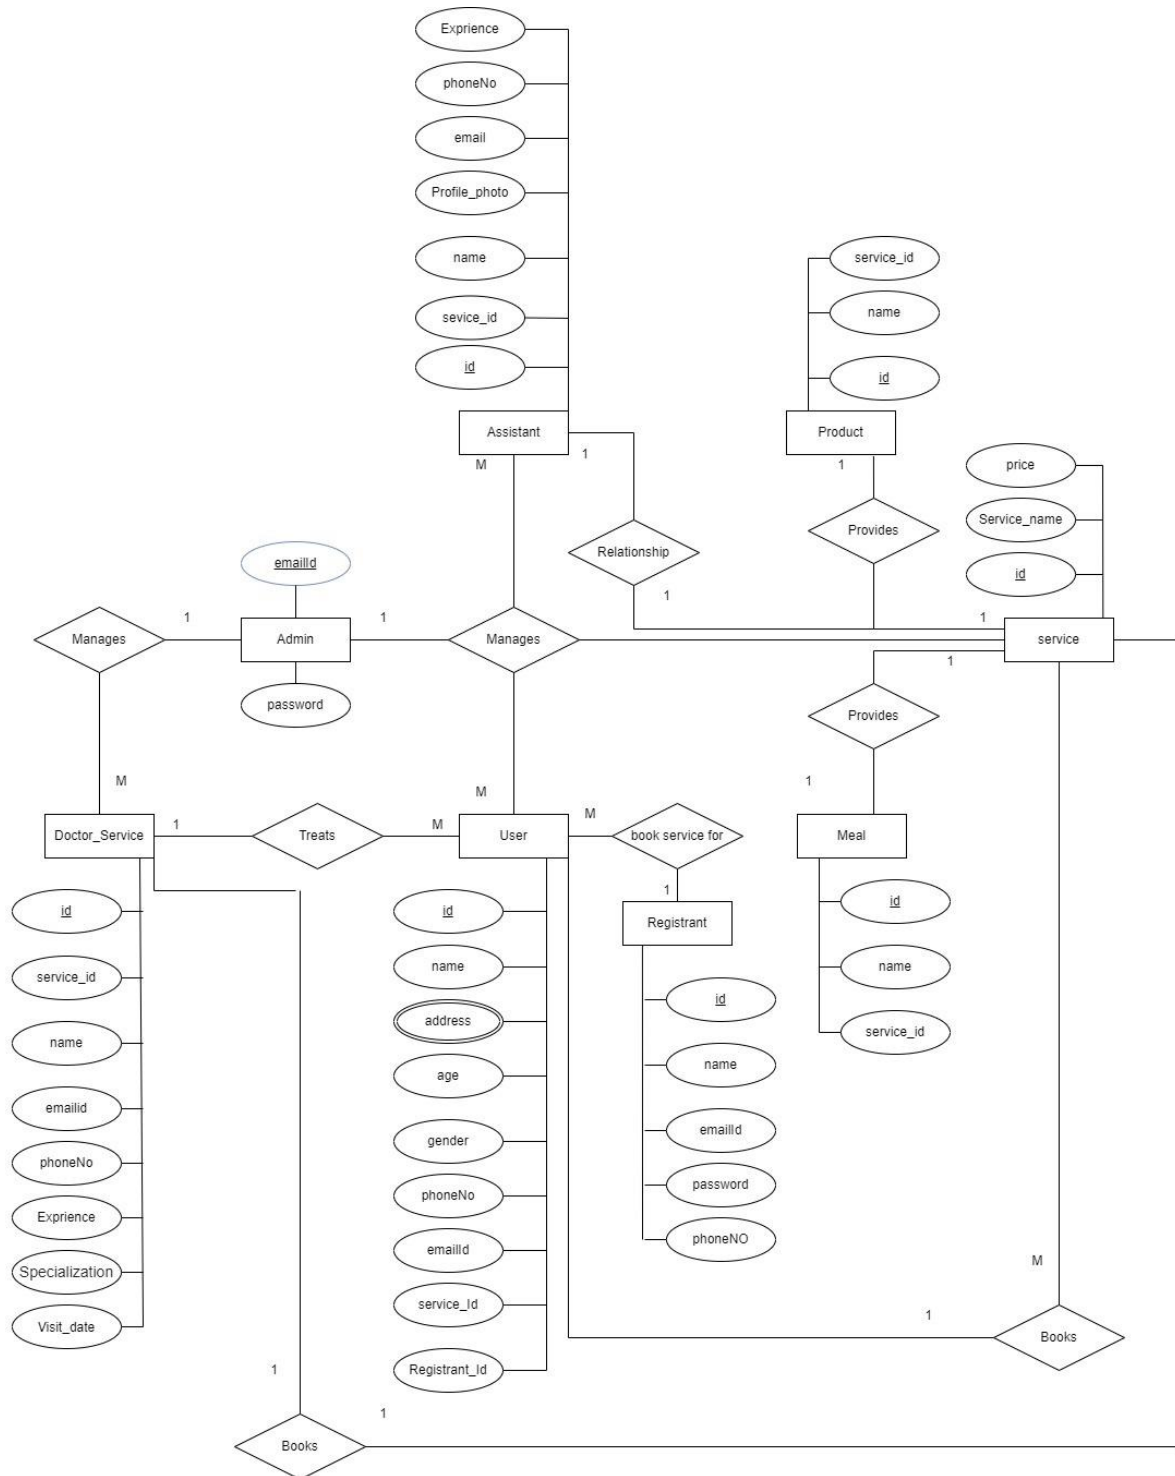 Exprience
phoneNo
email
Profile_photo
name
sevice_id
id
service_id
name
id
Assistant
Product
M
1
1
price
Service_name
id
Provides
Relationship
emailId
1
1
1
1
Manages
Admin
Manages
service
1
password
Provides
M
M
1
1
M
M
Doctor_Service
Treats
User
book service for
Meal
1
id
id
Registrant
id
service_id
name
name
address
id
service_id
name
age
name
emailid
gender
emailId
phoneNo
phoneNo
password
Exprience
emailId
phoneNO
M
Specialization
service_Id
1
Visit_date
Books
1
Registrant_Id
1
Books